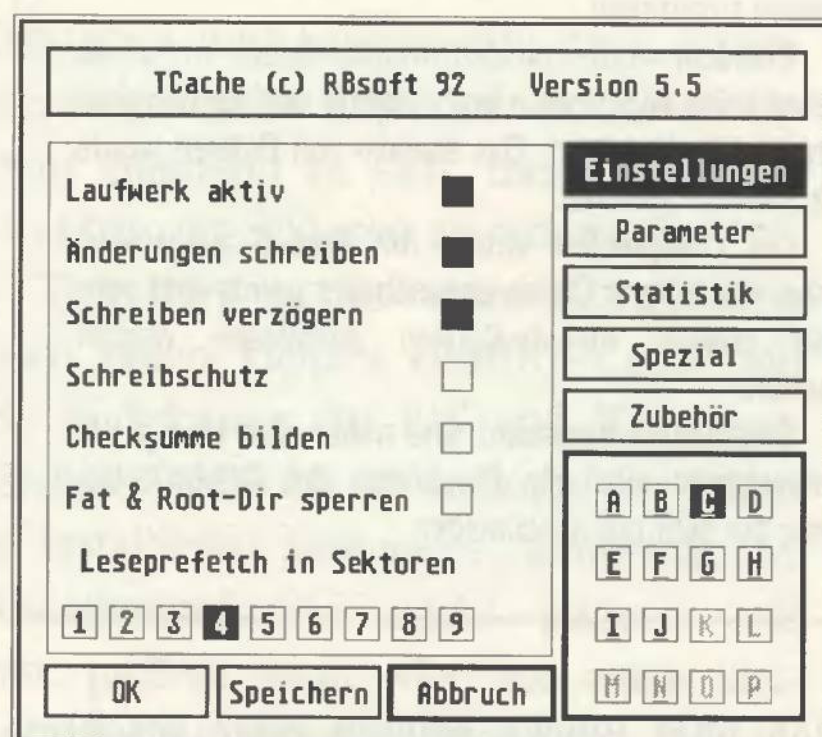 TCache (c) RBsoft 92 Version 5.5
Laufwerk aktiv
Änderungen schreiben
Schreiben verzögern
Schreibschutz
Checksumme bilden
Fat & Root-Dir sperren
Leseprefetch in Sektoren
1 2 3 4 5 6 7 8 9
OK Speichern Abbruch
Einstellungen
Parameter
Statistik
Spezial
Zubehör
A B C D
E F G H
I J K L
M N O P